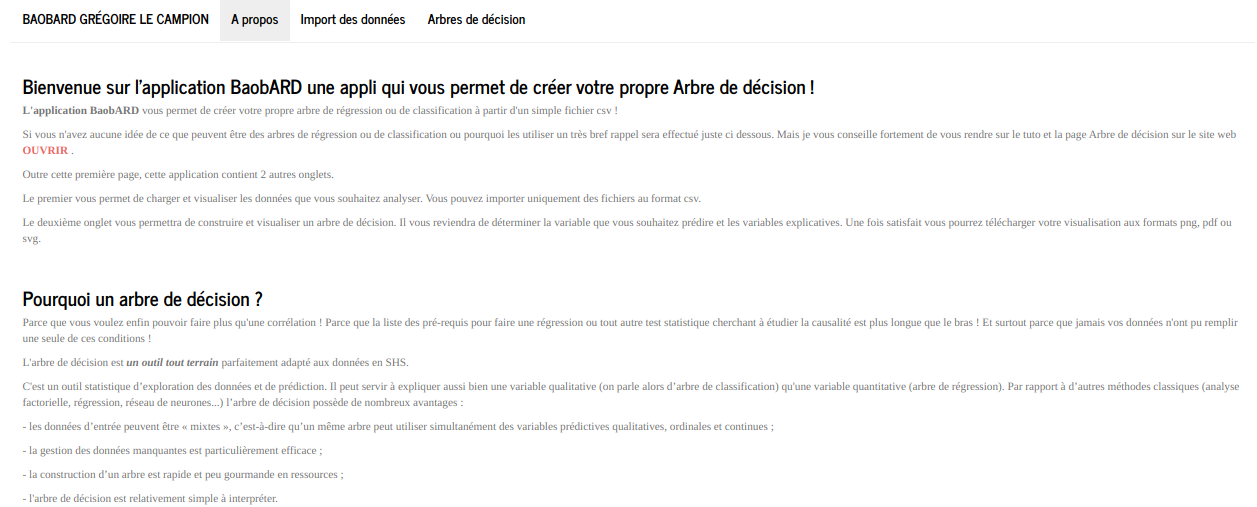 BAOBARD GRÉGOIRE LE CAMPION A propos Import des données Arbres de décision
Bienvenue sur l'application BaobARD une appli qui vous permet de créer votre propre Arbre de décision !
L'application BaobARD vous permet de créer votre propre arbre de régression ou de classification à partir d'un simple fichier csv !
Si vous n'avez aucune idée de ce que peuvent être des arbres de régression ou de classification ou pourquoi les utiliser un très bref rappel sera effectué juste ci dessous. Mais je vous conseille fortement de vous rendre sur le tuto et la page Arbre de décision sur le site web
OUVRIR .
Outre cette première page, cette application contient 2 autres onglets.
Le premier vous permet de charger et visualiser les données que vous souhaitez analyser. Vous pouvez importer uniquement des fichiers au format csv.
Le deuxième onglet vous permettra de construire et visualiser un arbre de décision. Il vous reviendra de déterminer la variable que vous souhaitez prédire et les variables explicatives. Une fois satisfait vous pourrez télécharger votre visualisation aux formats png, pdf ou
svg.
Pourquoi un arbre de décision ?
Parce que vous voulez enfin pouvoir faire plus qu'une corrélation ! Parce que la liste des pré-requis pour faire une régression ou tout autre test statistique cherchant à étudier la causalité est plus longue que le bras ! Et surtout parce que jamais vos données n'ont pu remplir
une seule de ces conditions !
L'arbre de décision est un outil tout terrain parfaitement adapté aux données en SHS.
C'est un outil statistique d’exploration des données et de prédiction. Il peut servir à expliquer aussi bien une variable qualitative (on parle alors d’arbre de classification) qu'une variable quantitative (arbre de régression). Par rapport à d’autres méthodes classiques (analyse
factorielle, régression, réseau de neurones...) l’arbre de décision possède de nombreux avantages :
- les données d’entrée peuvent être « mixtes », c’est-à-dire qu’un même arbre peut utiliser simultanément des variables prédictives qualitatives, ordinales et continues ;
- la gestion des données manquantes est particulièrement efficace ;
- la construction d’un arbre est rapide et peu gourmande en ressources ;
- l'arbre de décision est relativement simple à interpréter.